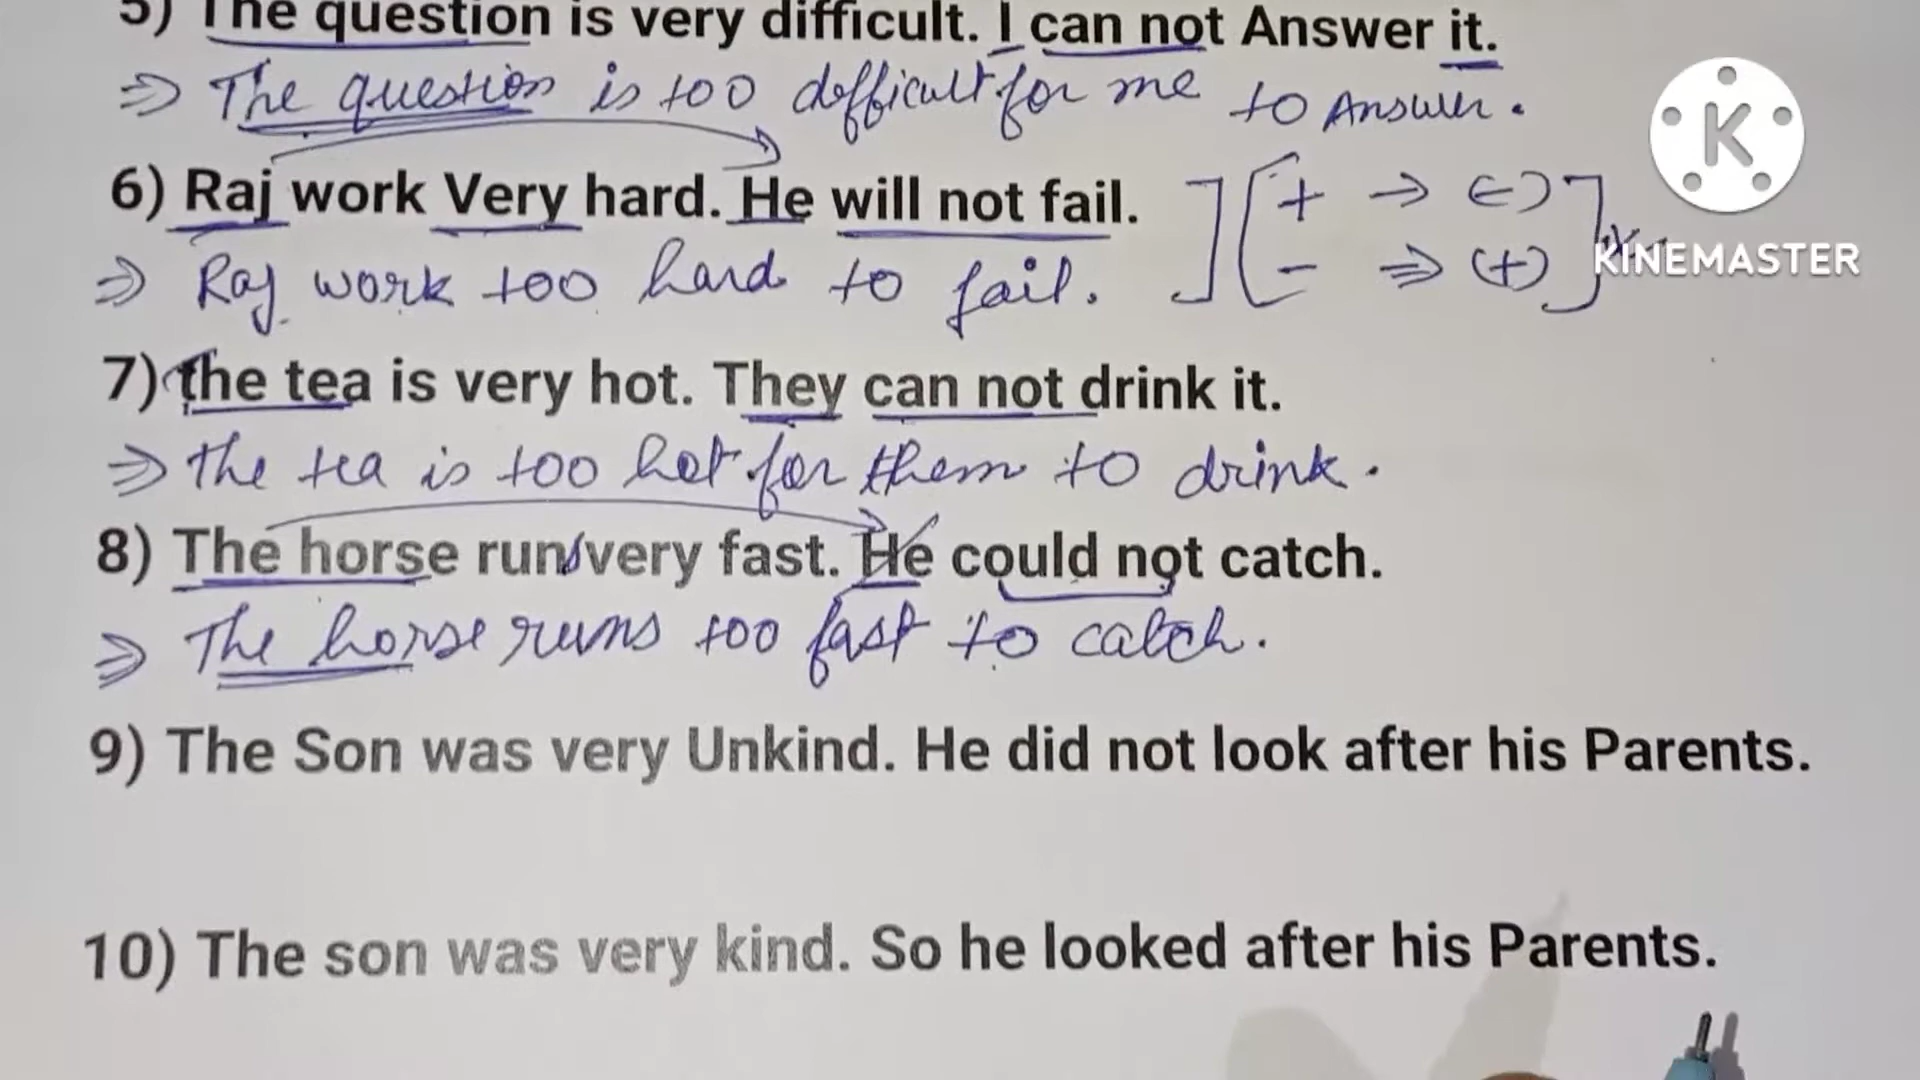 5) The question is very difficult. I can not Answer it.
⇒ The question is too defficult for me to Answer.
6) Raj work Very hard. He will not fail. ] [ + → (-) ]
⇒ Raj work too hard to fail. - ⇒ (+)
K
KINEMASTER
7) the tea is very hot. They can not drink it.
⇒ the tea is too hot for them to drink.
8) The horse runs very fast. He could not catch.
⇒ The horse runs too fast to catch.
9) The Son was very Unkind. He did not look after his Parents.
10) The son was very kind. So he looked after his Parents.